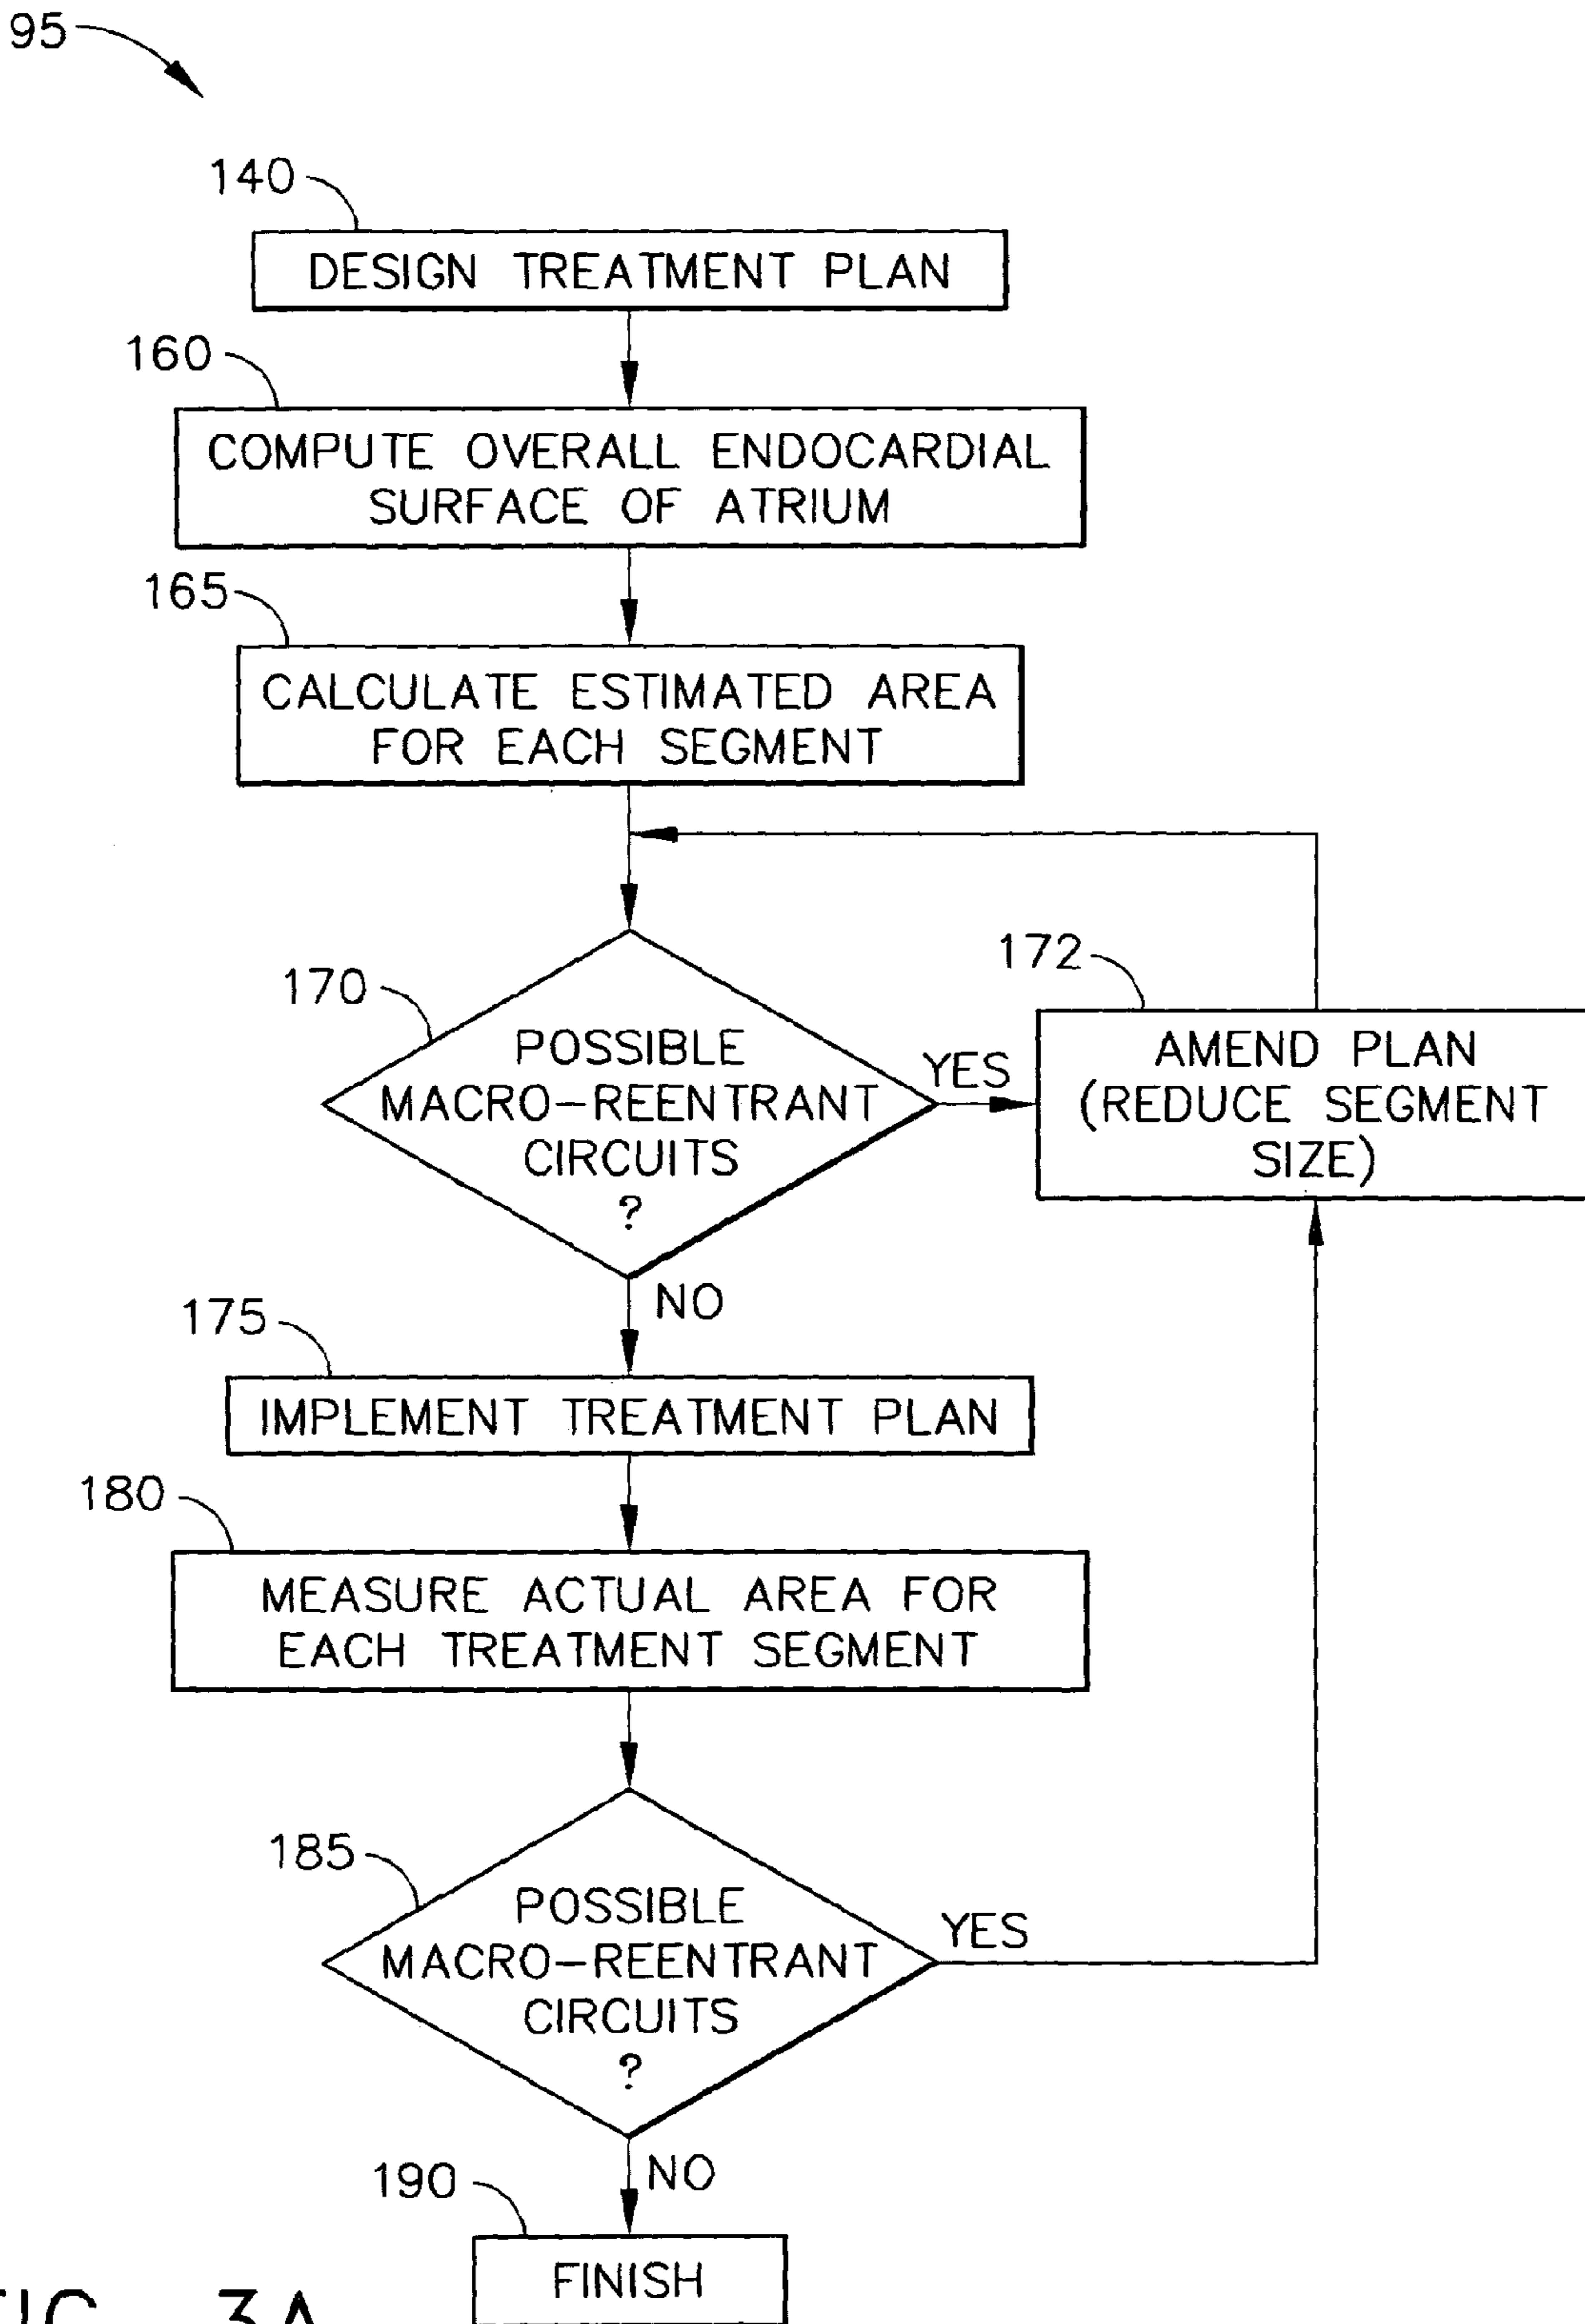 95
140
DESIGN TREATMENT PLAN
160
COMPUTE OVERALL ENDOCARDIAL
SURFACE OF ATRIUM
165
CALCULATE ESTIMATED AREA
FOR EACH SEGMENT
170
POSSIBLE
MACRO-REENTRANT
CIRCUITS
?
YES
172
AMEND PLAN
(REDUCE SEGMENT
SIZE)
NO
175
IMPLEMENT TREATMENT PLAN
180
MEASURE ACTUAL AREA FOR
EACH TREATMENT SEGMENT
185
POSSIBLE
MACRO-REENTRANT
CIRCUITS
?
YES
NO
190
FINISH
FIG. 3A